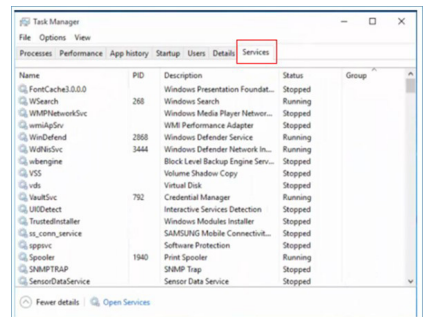 Task Manager
File Options View
Processes Performance App history Startup Users Details Services
Name PID Description Status Group
FontCache3.0.0.0 Windows Presentation Foundat... Stopped
WSearch 268 Windows Search Running
WMPNetworkSvc Windows Media Player Networ... Stopped
wmiApSrv WMI Performance Adapter Stopped
WinDefend 2868 Windows Defender Service Running
WdNisSvc 3444 Windows Defender Network In... Running
wbengine Block Level Backup Engine Serv... Stopped
VSS Volume Shadow Copy Stopped
vds Virtual Disk Stopped
VaultSvc 792 Credential Manager Running
UI0Detect Interactive Services Detection Stopped
TrustedInstaller Windows Modules Installer Stopped
ss_conn_service SAMSUNG Mobile Connectivit... Stopped
sppsvc Software Protection Stopped
Spooler 1940 Print Spooler Running
SNMPTRAP SNMP Trap Stopped
SensorDataService Sensor Data Service Stopped
Fewer details Open Services